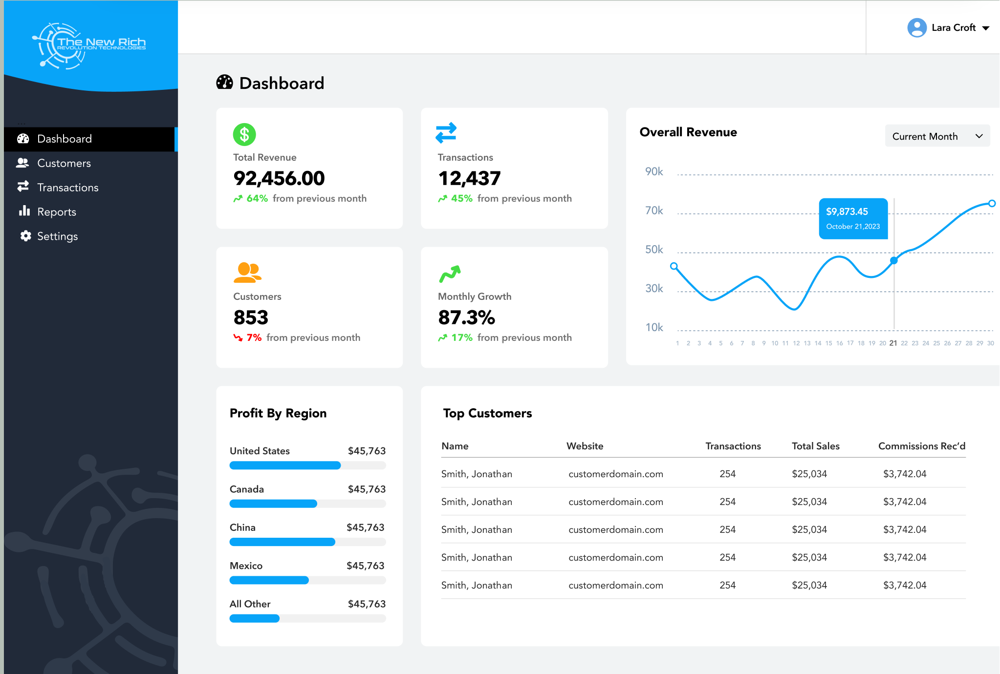 The New Rich
REVOLUTION TECHNOLOGIES
Lara Croft
...
Dashboard
Customers
Transactions
Reports
Settings
Dashboard
Total Revenue
92,456.00
64% from previous month
Transactions
12,437
45% from previous month
Customers
853
7% from previous month
Monthly Growth
87.3%
17% from previous month
Overall Revenue
Current Month
90k
70k
50k
30k
10k
$9,873.45
October 21,2023
1 2 3 4 5 6 7 8 9 10 11 12 13 14 15 16 17 18 19 20 21 22 23 24 25 26 27 28 29 30
Profit By Region
United States $45,763
Canada $45,763
China $45,763
Mexico $45,763
All Other $45,763
Top Customers
Name Website Transactions Total Sales Commissions Rec’d
Smith, Jonathan customerdomain.com 254 $25,034 $3,742.04
Smith, Jonathan customerdomain.com 254 $25,034 $3,742.04
Smith, Jonathan customerdomain.com 254 $25,034 $3,742.04
Smith, Jonathan customerdomain.com 254 $25,034 $3,742.04
Smith, Jonathan customerdomain.com 254 $25,034 $3,742.04